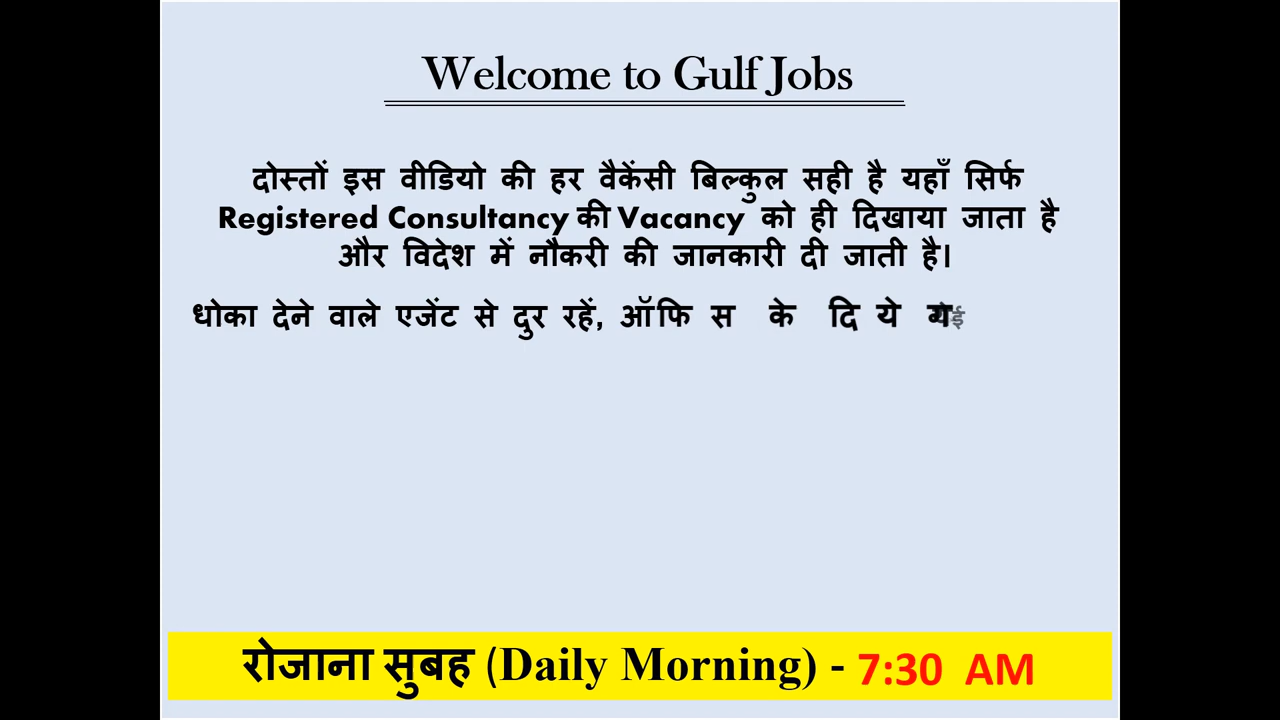 Welcome to Gulf Jobs
दोस्तों इस वीडियो की हर वैकेंसी बिल्कुल सही है यहाँ सिर्फ
Registered Consultancy की Vacancy को ही दिखाया जाता है
और विदेश में नौकरी की जानकारी दी जाती है।
धोका देने वाले एजेंट से दुर रहें, ऑफिस के दिये
रोजाना सुबह (Daily Morning) - 7:30 AM